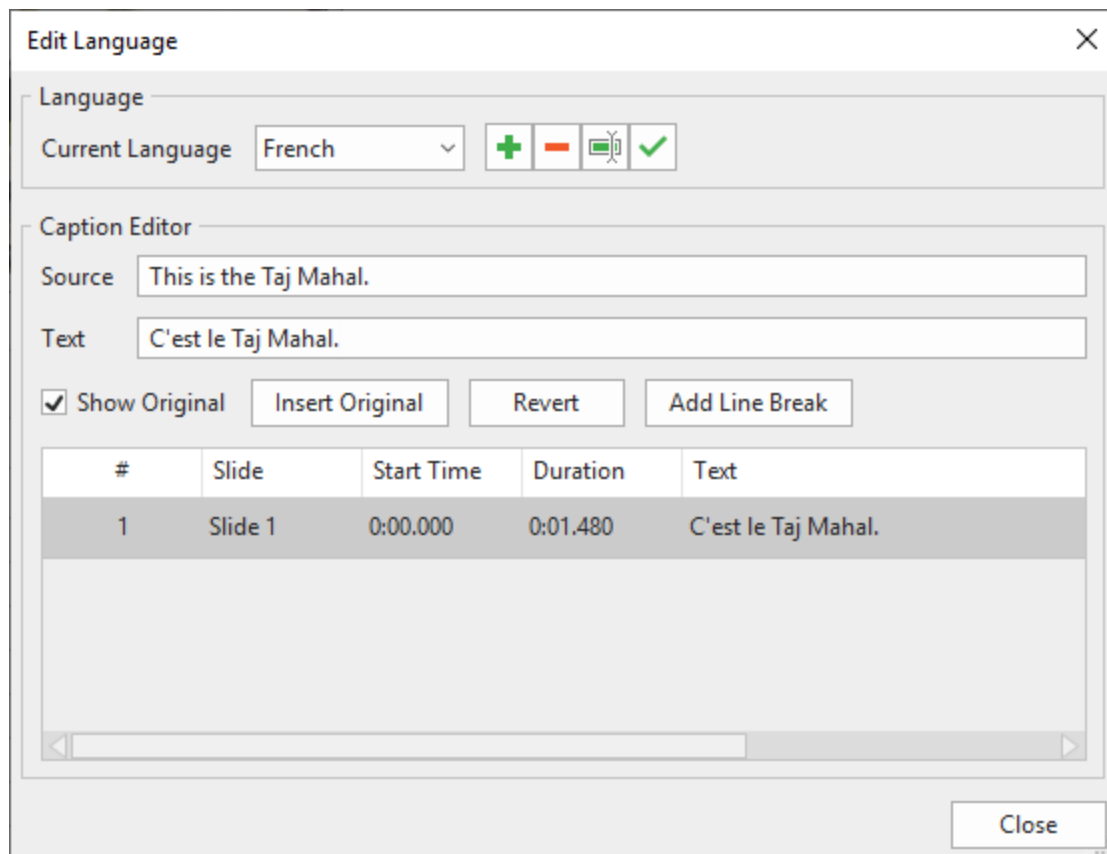 Edit Language
Language
Current Language French
Caption Editor
Source This is the Taj Mahal.
Text C'est le Taj Mahal.
Show Original Insert Original Revert Add Line Break
# Slide Start Time Duration Text
1 Slide 1 0:00.000 0:01.480 C'est le Taj Mahal.
Close